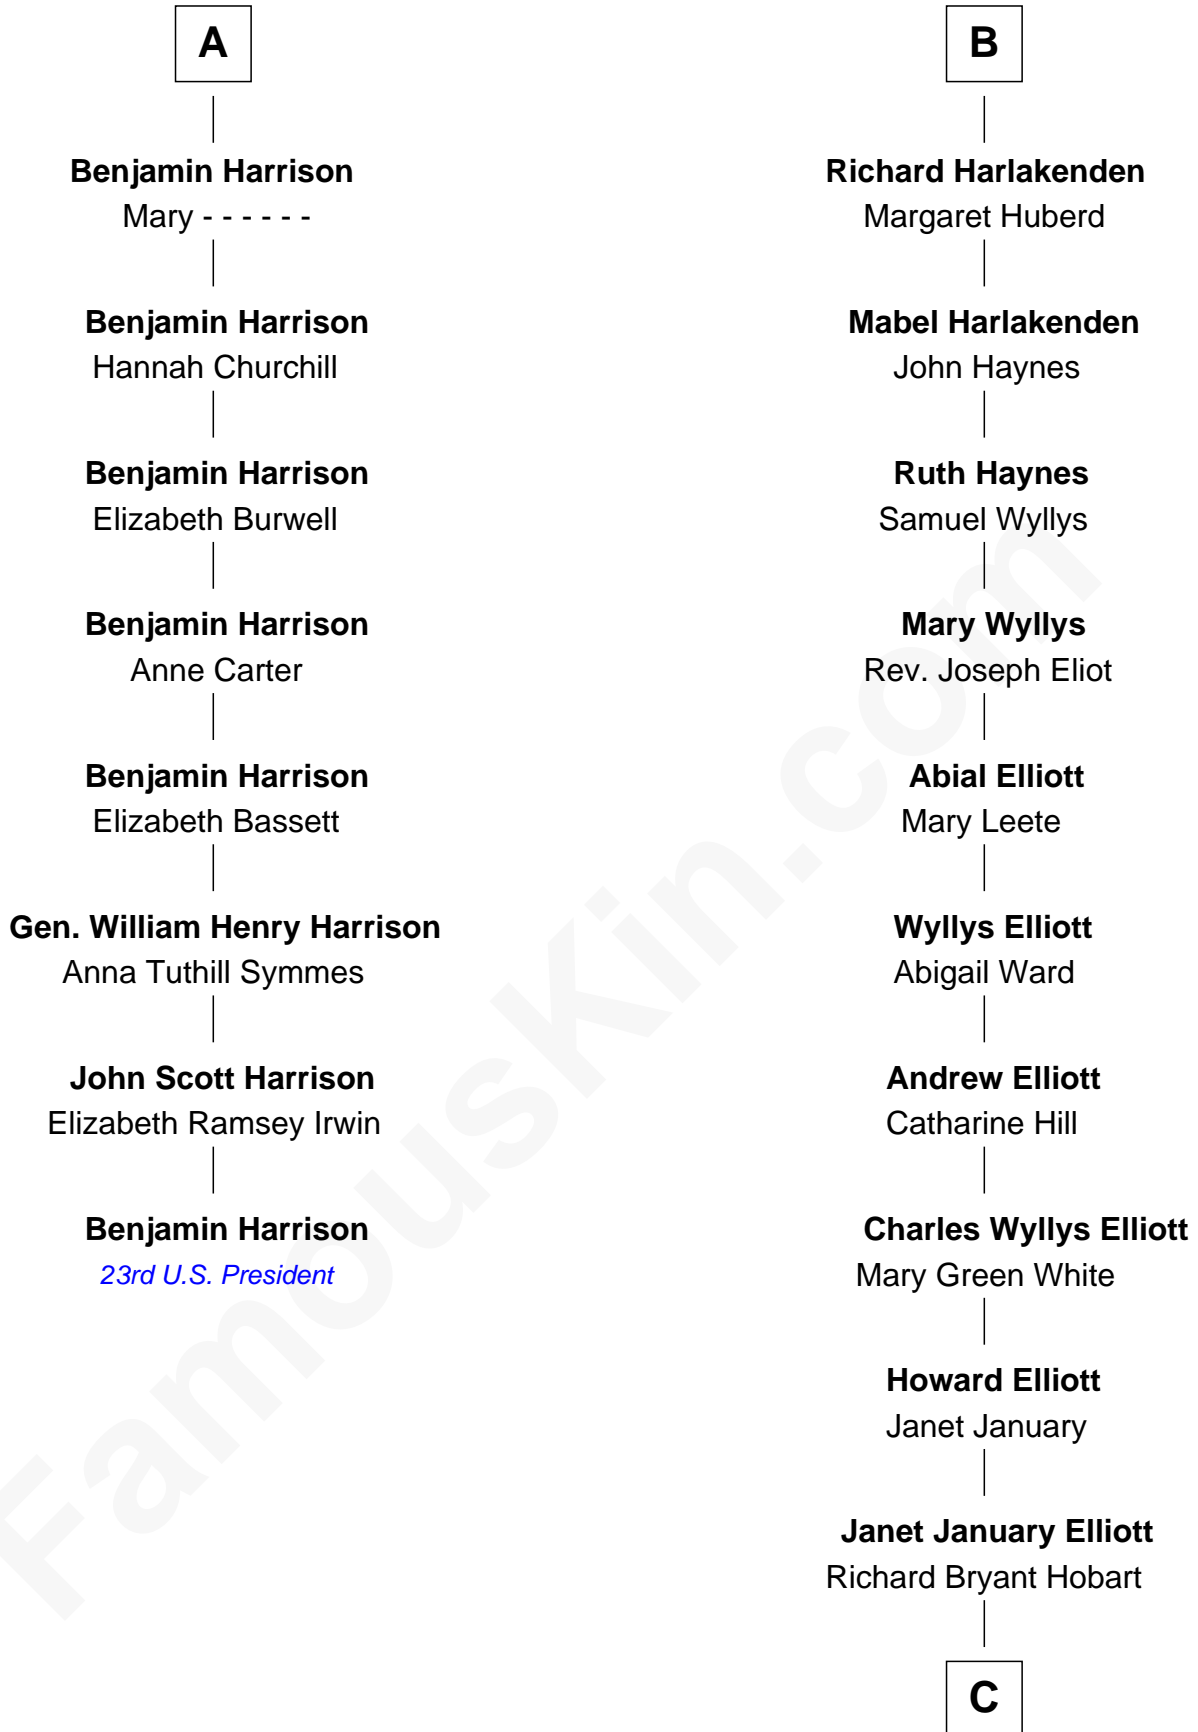 A
Benjamin Harrison
Mary - - - - - -
Benjamin Harrison
Hannah Churchill
Benjamin Harrison
Elizabeth Burwell
Benjamin Harrison
Anne Carter
Benjamin Harrison
Elizabeth Bassett
Gen. William Henry Harrison
Anna Tuthill Symmes
John Scott Harrison
Elizabeth Ramsey Irwin
Benjamin Harrison
23rd U.S. President
B
Richard Harlakenden
Margaret Huberd
Mabel Harlakenden
John Haynes
Ruth Haynes
Samuel Wyllys
Mary Wyllys
Rev. Joseph Eliot
Abial Elliott
Mary Leete
Wyllys Elliott
Abigail Ward
Andrew Elliott
Catharine Hill
Charles Wyllys Elliott
Mary Green White
Howard Elliott
Janet January
Janet January Elliott
Richard Bryant Hobart
C
FamousKin.com